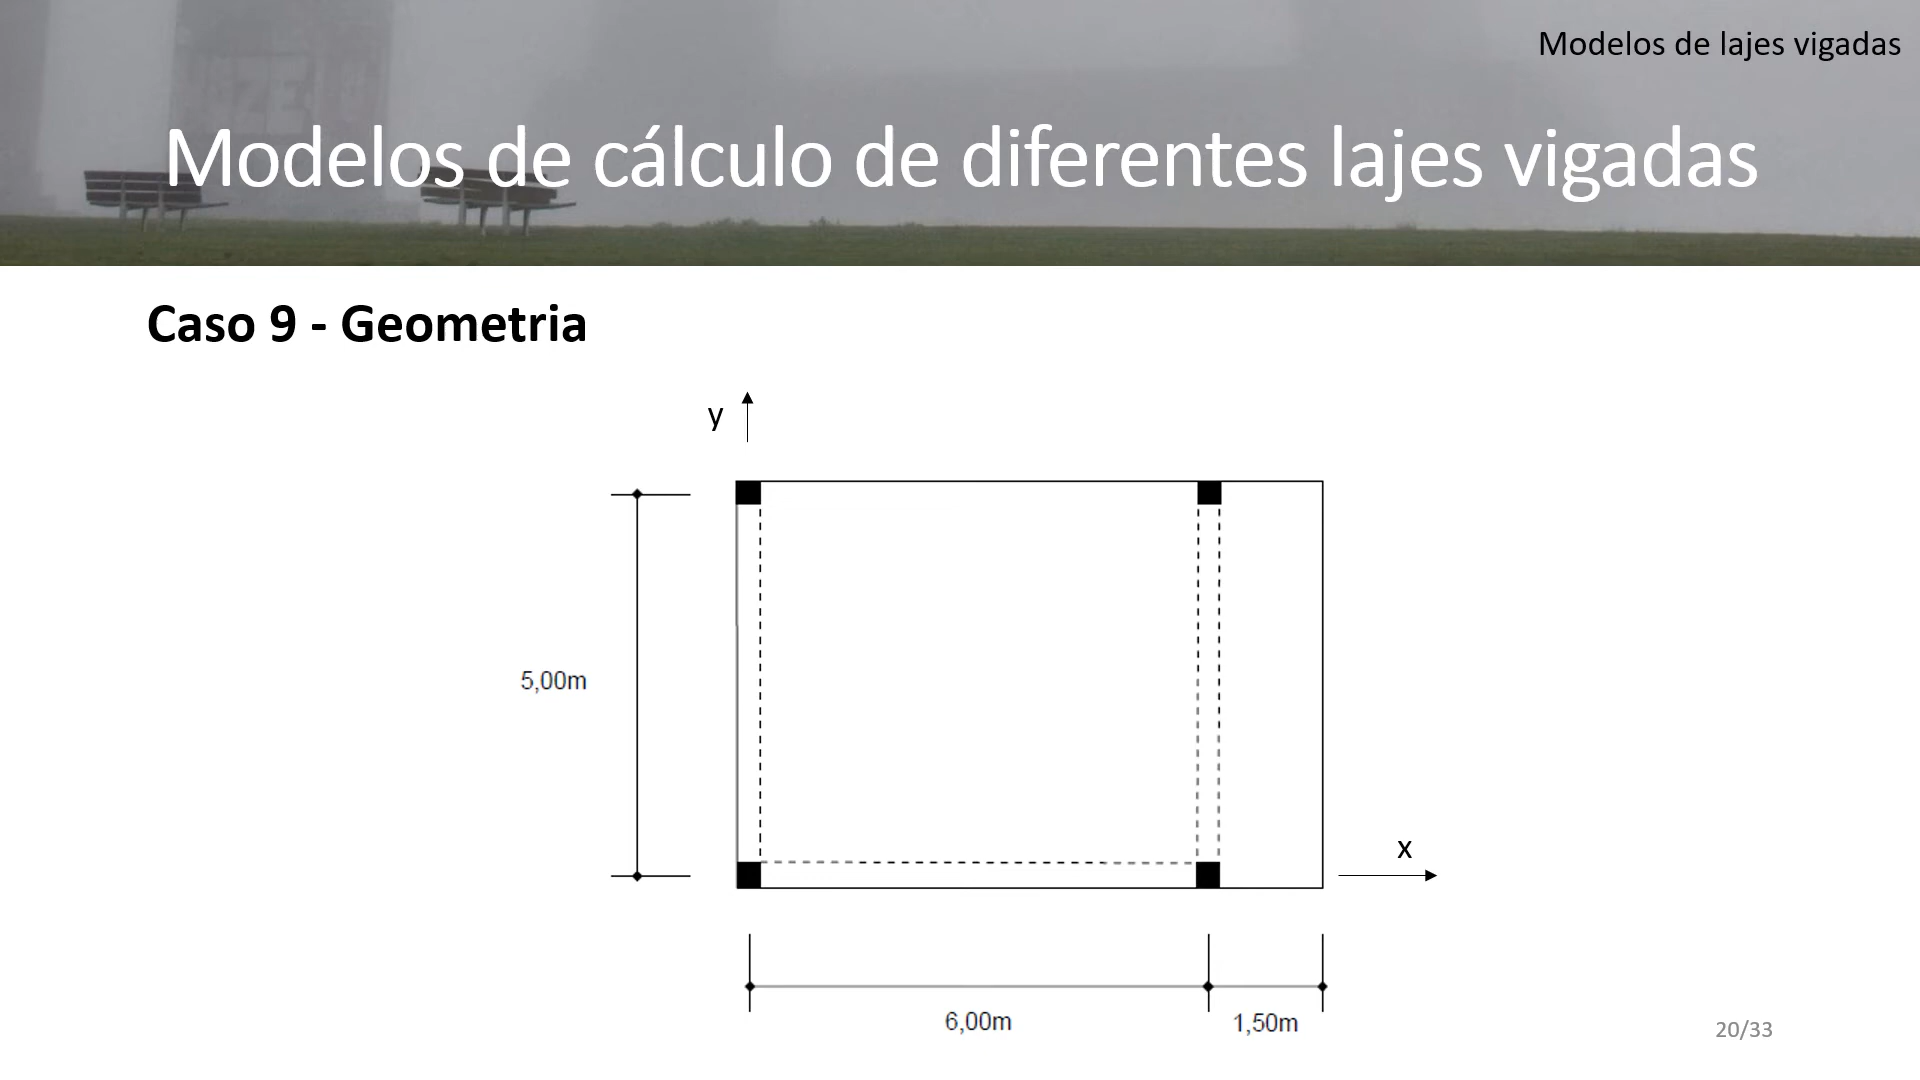 Modelos de lajes vigadas
Modelos de cálculo de diferentes lajes vigadas
Caso 9 - Geometria
y
5,00m
x
6,00m
1,50m
20/33